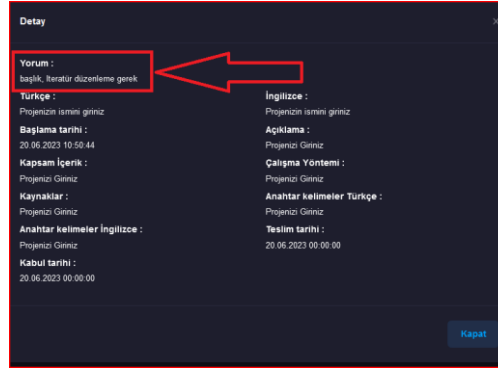 Detay
×
Yorum :
başlık, lteratür düzenleme gerek
Türkçe :
Projenizin ismini giriniz
İngilizce :
Projenizin ismini giriniz
Başlama tarihi :
20.06.2023 10:50:44
Açıklama :
Projenizi Giriniz
Kapsam İçerik :
Projenizi Giriniz
Çalışma Yöntemi :
Projenizi Giriniz
Kaynaklar :
Projenizi Giriniz
Anahtar kelimeler Türkçe :
Projenizi Giriniz
Anahtar kelimeler İngilizce :
Projenizi Giriniz
Teslim tarihi :
20.06.2023 00:00:00
Kabul tarihi :
20.06.2023 00:00:00
Kapat